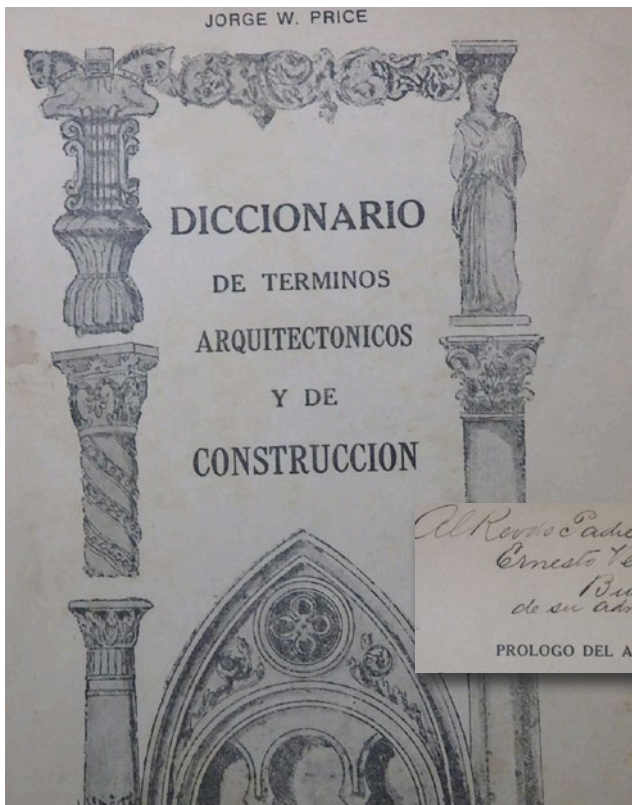 JORGE W. PRICE
DICCIONARIO
DE TERMINOS
ARQUITECTONICOS
Y DE
CONSTRUCCION
Al Revdo Padre
Ernesto
de su
PROLOGO DEL A